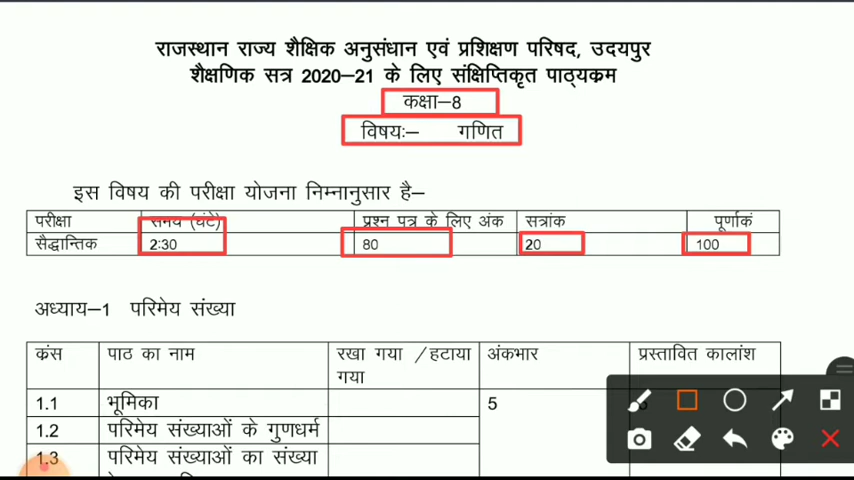 राजस्थान राज्य शैक्षिक अनुसंधान एवं प्रशिक्षण परिषद, उदयपुर
शैक्षणिक सत्र 2020–21 के लिए संक्षिप्तिकृत पाठ्यक्रम
कक्षा–8
विषयः– गणित
इस विषय की परीक्षा योजना निम्नानुसार है–
परीक्षा समय (घंटे) प्रश्न पत्र के लिए अंक सत्रांक पूर्णाकं
सैद्धान्तिक 2:30 80 20 100
अध्याय–1 परिमेय संख्या
क्रंस पाठ का नाम रखा गया /हटाया गया अंकभार प्रस्तावित कालांश
1.1 भूमिका 5
1.2 परिमेय संख्याओं के गुणधर्म
1.3 परिमेय संख्याओं का संख्या